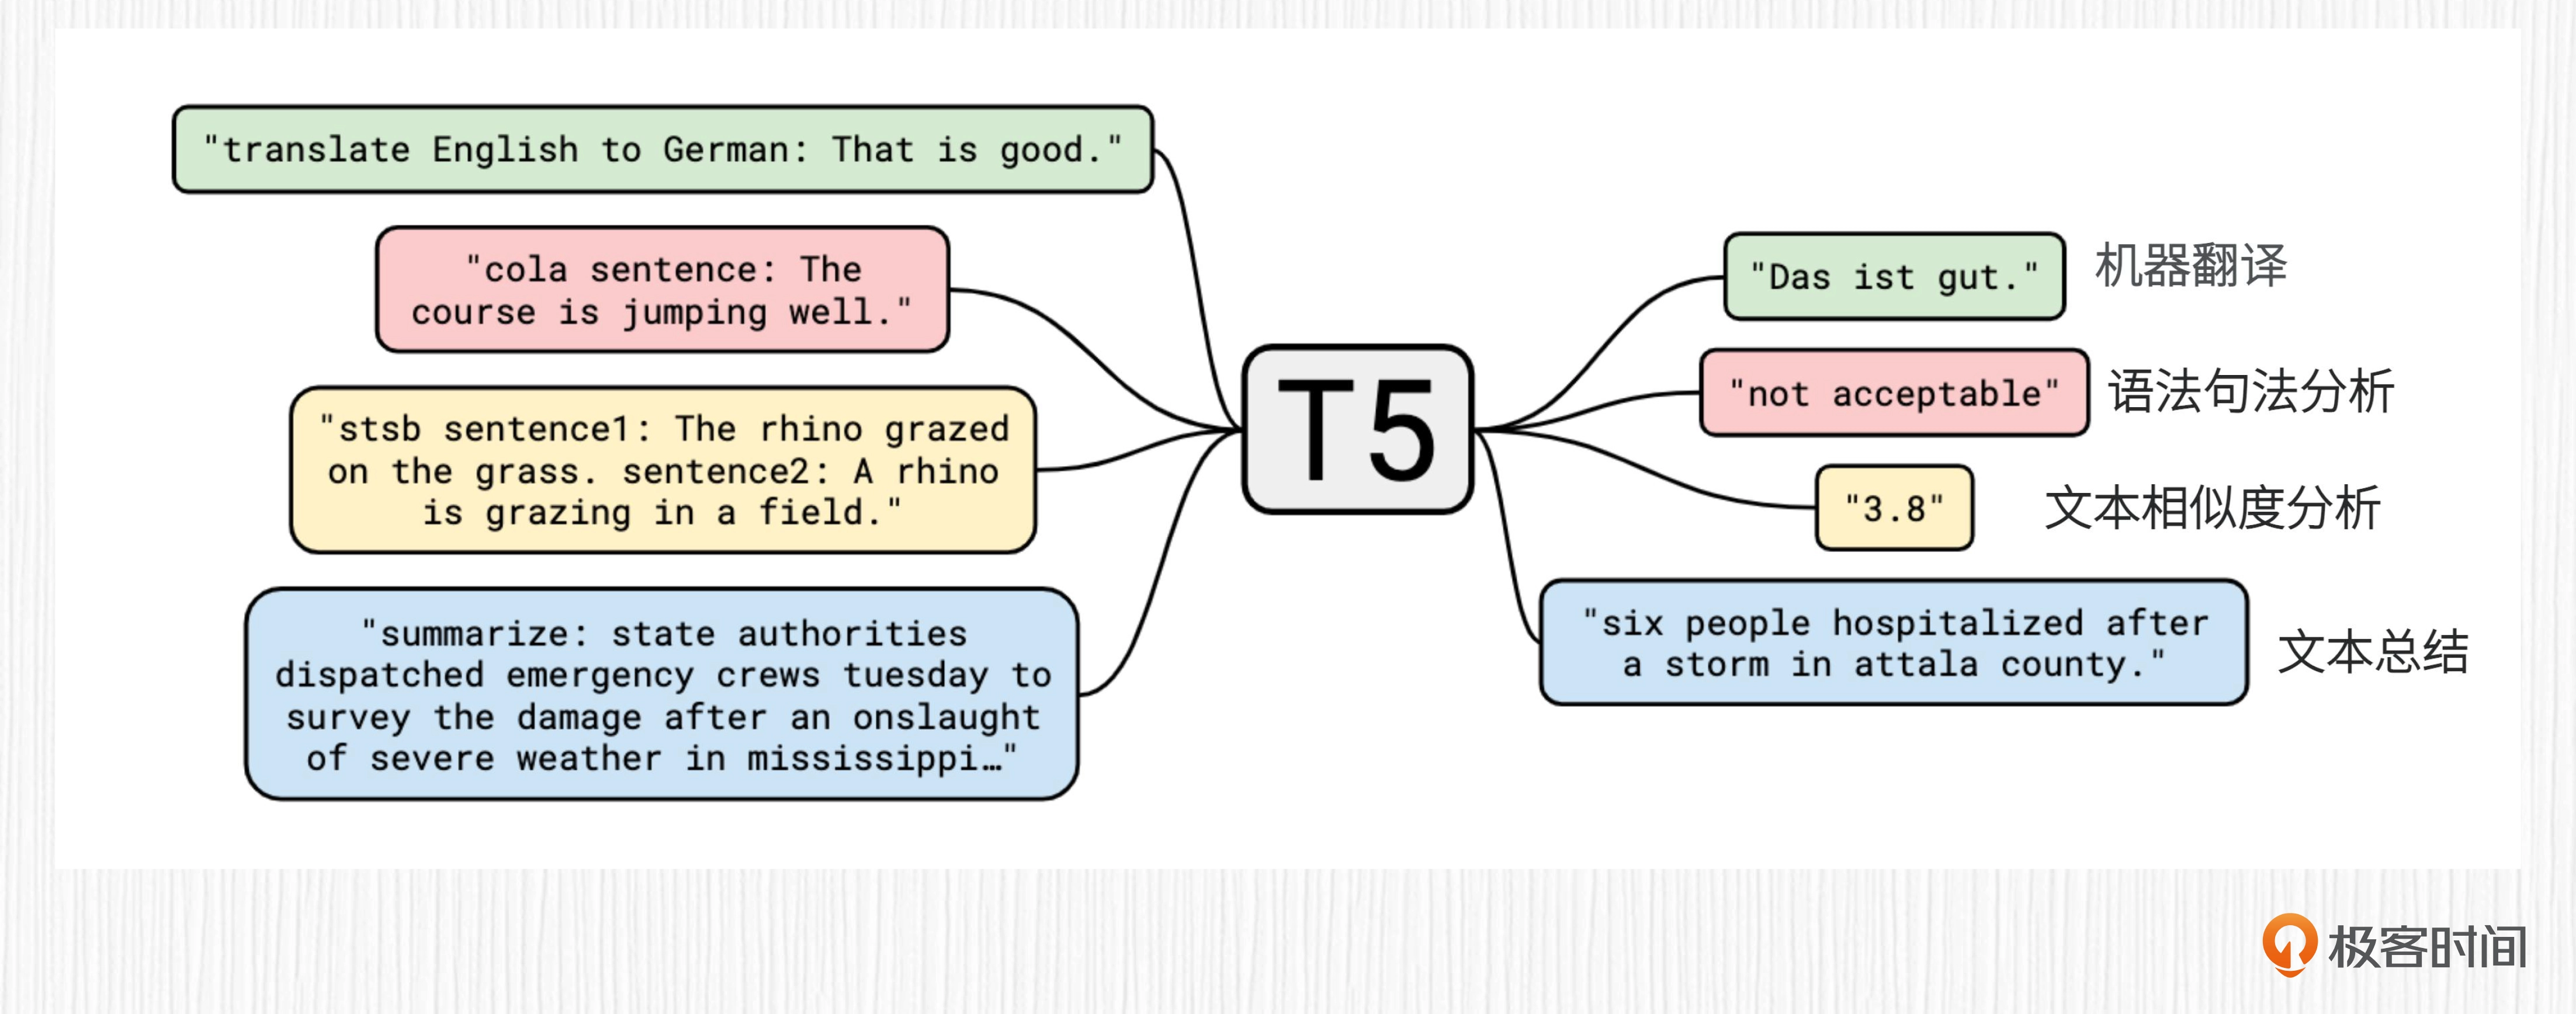 "translate English to German: That is good."
"cola sentence: The
course is jumping well."
"stsb sentence1: The rhino grazed
on the grass. sentence2: A rhino
is grazing in a field."
"summarize: state authorities
dispatched emergency crews tuesday to
survey the damage after an onslaught
of severe weather in mississippi…"
T5
"Das ist gut."
机器翻译
"not acceptable"
语法句法分析
"3.8"
文本相似度分析
"six people hospitalized after
a storm in attala county."
文本总结
极客时间